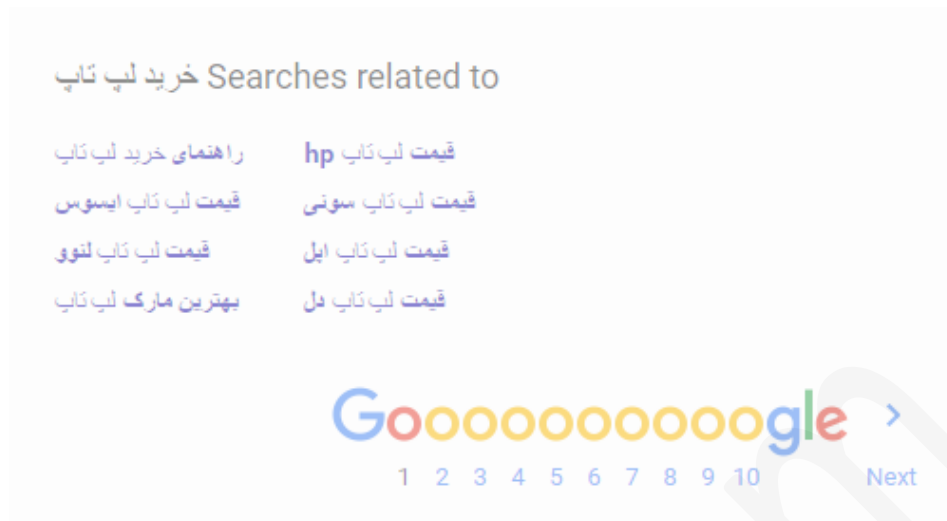 Searches related to خرید لپ تاپ
راهنمای خرید لپ تاپ
قیمت لپ تاپ ایسوس
قیمت لپ تاپ لنوو
بهترین مارک لپ تاپ
قیمت لپ تاپ hp
قیمت لپ تاپ سونی
قیمت لپ تاپ اپل
قیمت لپ تاپ دل
Goooooooooogle >
1 2 3 4 5 6 7 8 9 10 Next